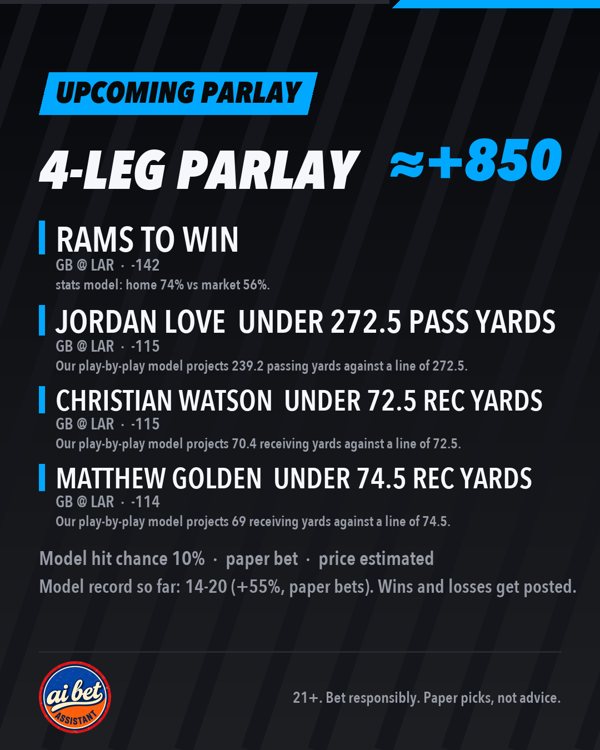 UPCOMING PARLAY
4-LEG PARLAY ≈+850
RAMS TO WIN
GB @ LAR · -142
stats model: home 74% vs market 56%.
JORDAN LOVE UNDER 272.5 PASS YARDS
GB @ LAR · -115
Our play-by-play model projects 239.2 passing yards against a line of 272.5.
CHRISTIAN WATSON UNDER 72.5 REC YARDS
GB @ LAR · -115
Our play-by-play model projects 70.4 receiving yards against a line of 72.5.
MATTHEW GOLDEN UNDER 74.5 REC YARDS
GB @ LAR · -114
Our play-by-play model projects 69 receiving yards against a line of 74.5.
Model hit chance 10% · paper bet · price estimated
Model record so far: 14-20 (+55%, paper bets). Wins and losses get posted.
ai bet
ASSISTANT
21+. Bet responsibly. Paper picks, not advice.